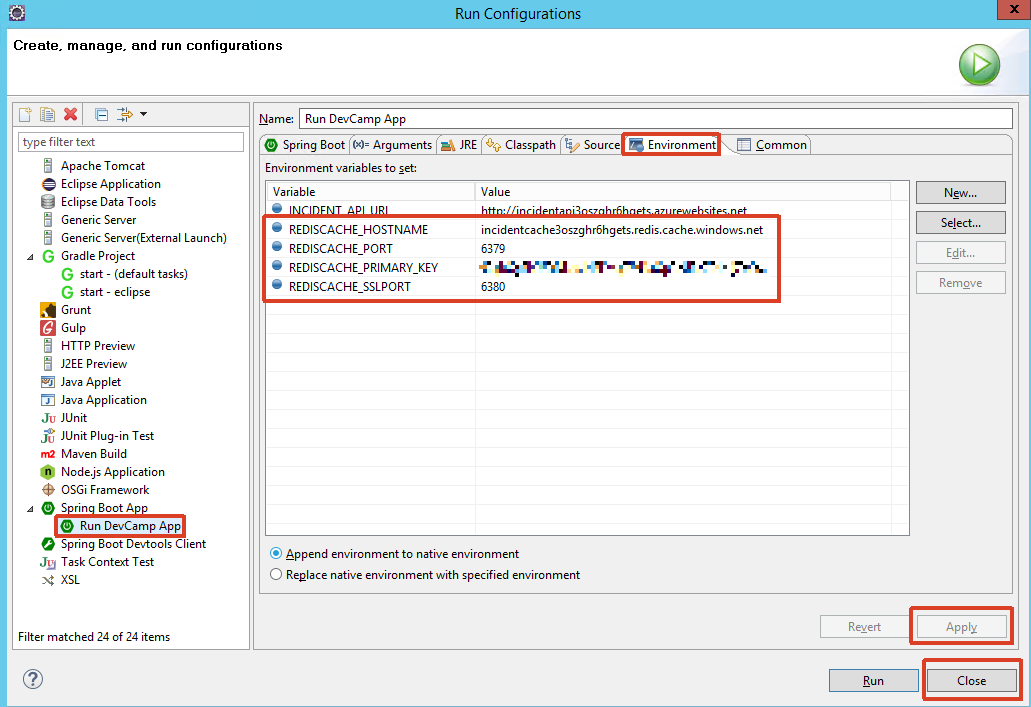 Run Configurations
x
Create, manage, and run configurations
type filter text
Apache Tomcat
Eclipse Application
Eclipse Data Tools
Generic Server
Generic Server(External Launch)
G Gradle Project
G start - (default tasks)
G start - eclipse
Grunt
Gulp
HTTP Preview
J2EE Preview
Java Applet
Java Application
Ju JUnit
JUnit Plug-in Test
m2 Maven Build
n Node.js Application
OSGi Framework
Spring Boot App
Run DevCamp App
Spring Boot Devtools Client
Ju Task Context Test
XSL
Filter matched 24 of 24 items
Name: Run DevCamp App
Spring Boot (x)= Arguments JRE Classpath Source Environment Common
Environment variables to set:
Variable Value
INCIDENT_API_URL http://incidentapi3oszghr6hgets.azurewebsites.net
REDISCACHE_HOSTNAME incidentcache3oszghr6hgets.redis.cache.windows.net
REDISCACHE_PORT 6379
REDISCACHE_PRIMARY_KEY
REDISCACHE_SSLPORT 6380
New...
Select...
Edit...
Remove
Append environment to native environment
Replace native environment with specified environment
Revert Apply
? Run Close